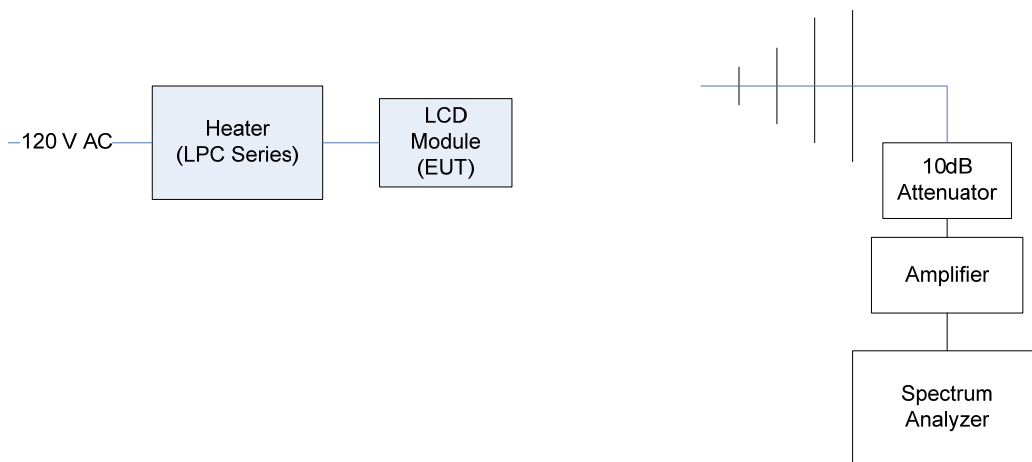 120 V AC
Heater
(LPC Series)
LCD
Module
(EUT)
10dB
Attenuator
Amplifier
Spectrum
Analyzer